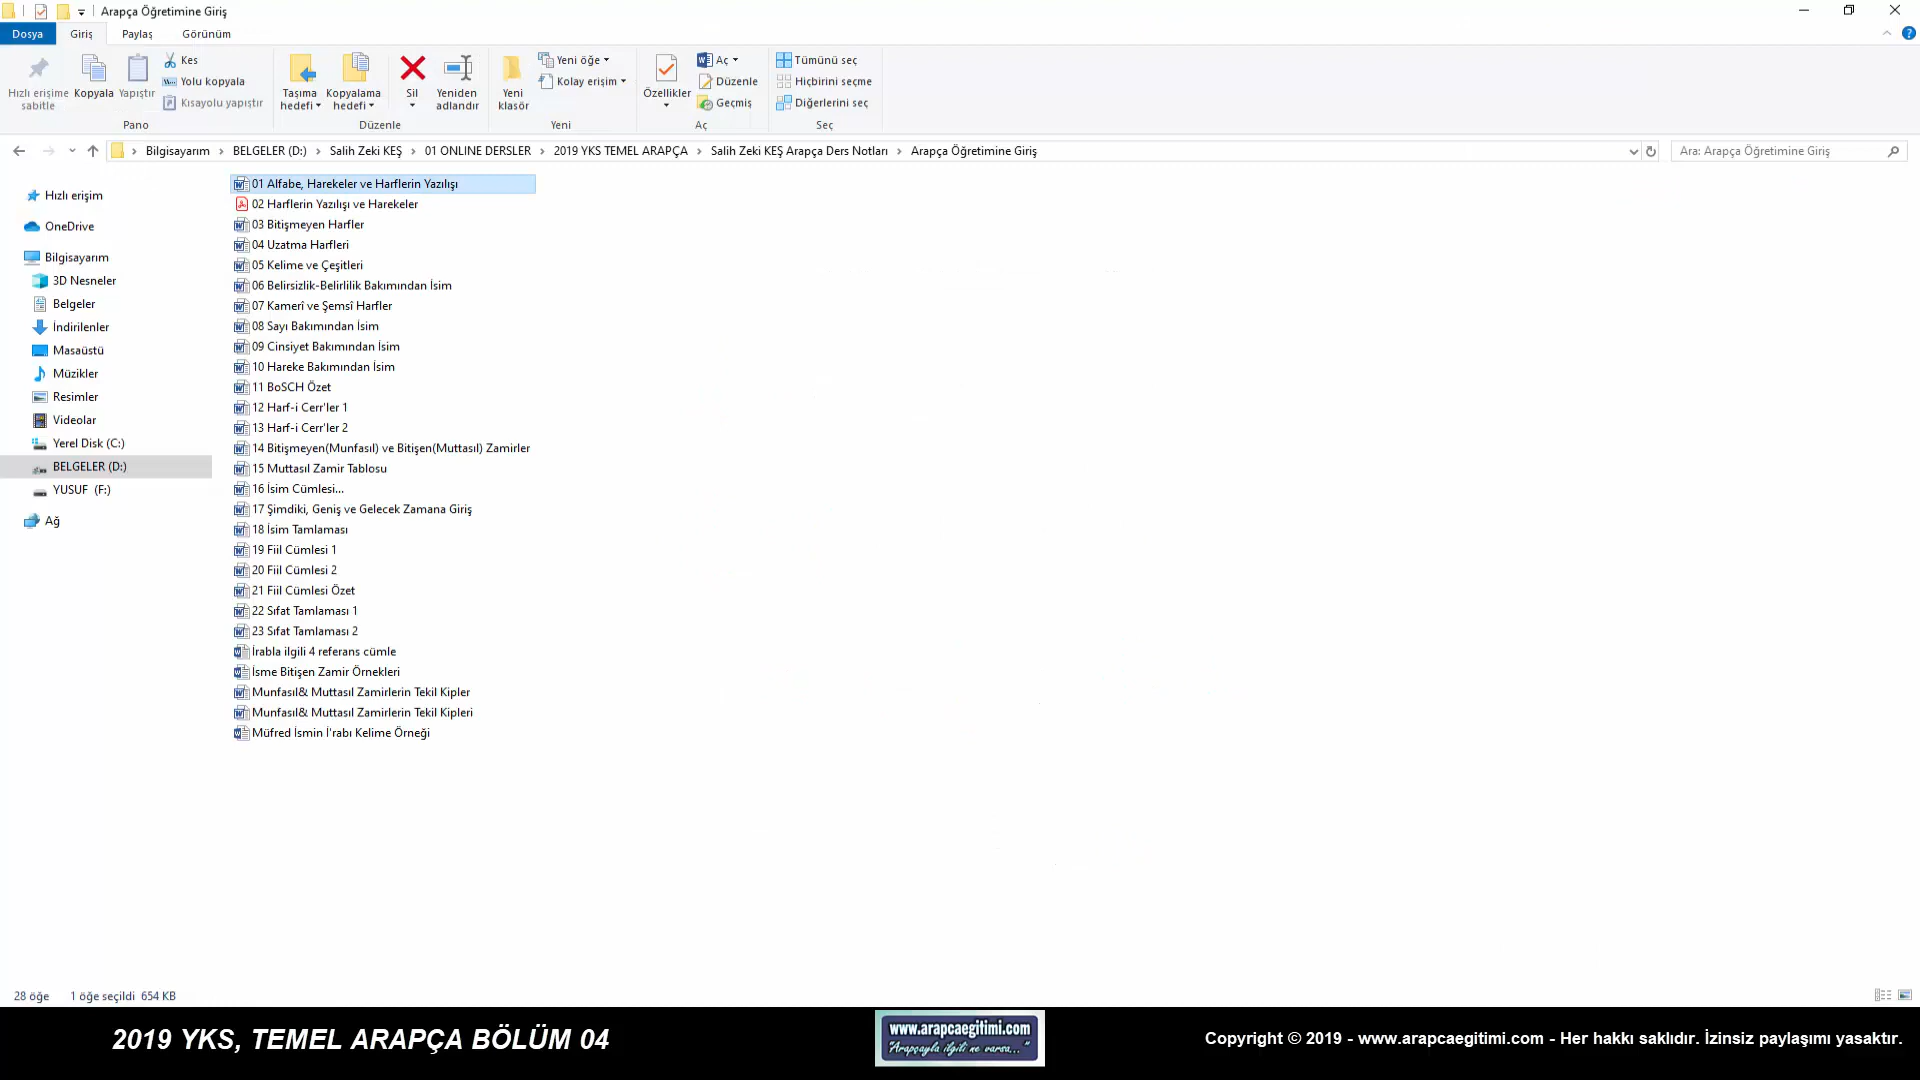 Arapça Öğretimine Giriş
Dosya Giriş Paylaş Görünüm
Hızlı erişime sabitle
Kopyala
Yapıştır
Kes
Yolu kopyala
Kısayolu yapıştır
Pano
Taşıma hedefi
Kopyalama hedefi
Sil
Yeniden adlandır
Düzenle
Yeni klasör
Yeni öğe
Kolay erişim
Yeni
Özellikler
Aç
Düzenle
Geçmiş
Aç
Tümünü seç
Hiçbirini seçme
Diğerlerini seç
Seç
Bilgisayarım > BELGELER (D:) > Salih Zeki KEŞ > 01 ONLINE DERSLER > 2019 YKS TEMEL ARAPÇA > Salih Zeki KEŞ Arapça Ders Notları > Arapça Öğretimine Giriş
Ara: Arapça Öğretimine Giriş
Hızlı erişim
OneDrive
Bilgisayarım
3D Nesneler
Belgeler
İndirilenler
Masaüstü
Müzikler
Resimler
Videolar
Yerel Disk (C:)
BELGELER (D:)
YUSUF (F:)
Ağ
01 Alfabe, Harekeler ve Harflerin Yazılışı
02 Harflerin Yazılışı ve Harekeler
03 Bitişmeyen Harfler
04 Uzatma Harfleri
05 Kelime ve Çeşitleri
06 Belirsizlik-Belirlilik Bakımından İsim
07 Kamerî ve Şemsî Harfler
08 Sayı Bakımından İsim
09 Cinsiyet Bakımından İsim
10 Hareke Bakımından İsim
11 BoSCH Özet
12 Harf-i Cerr'ler 1
13 Harf-i Cerr'ler 2
14 Bitişmeyen(Munfasıl) ve Bitişen(Muttasıl) Zamirler
15 Muttasıl Zamir Tablosu
16 İsim Cümlesi...
17 Şimdiki, Geniş ve Gelecek Zamana Giriş
18 İsim Tamlaması
19 Fiil Cümlesi 1
20 Fiil Cümlesi 2
21 Fiil Cümlesi Özet
22 Sıfat Tamlaması 1
23 Sıfat Tamlaması 2
İrabla ilgili 4 referans cümle
İsme Bitişen Zamir Örnekleri
Munfasıl& Muttasıl Zamirlerin Tekil Kipler
Munfasıl& Muttasıl Zamirlerin Tekil Kipleri
Müfred İsmin İ'rabı Kelime Örneği
28 öğe 1 öğe seçildi 654 KB
2019 YKS, TEMEL ARAPÇA BÖLÜM 04
www.arapcaegitimi.com
"Arapçayla ilgili ne varsa..."
Copyright © 2019 - www.arapcaegitimi.com - Her hakkı saklıdır. İzinsiz paylaşımı yasaktır.